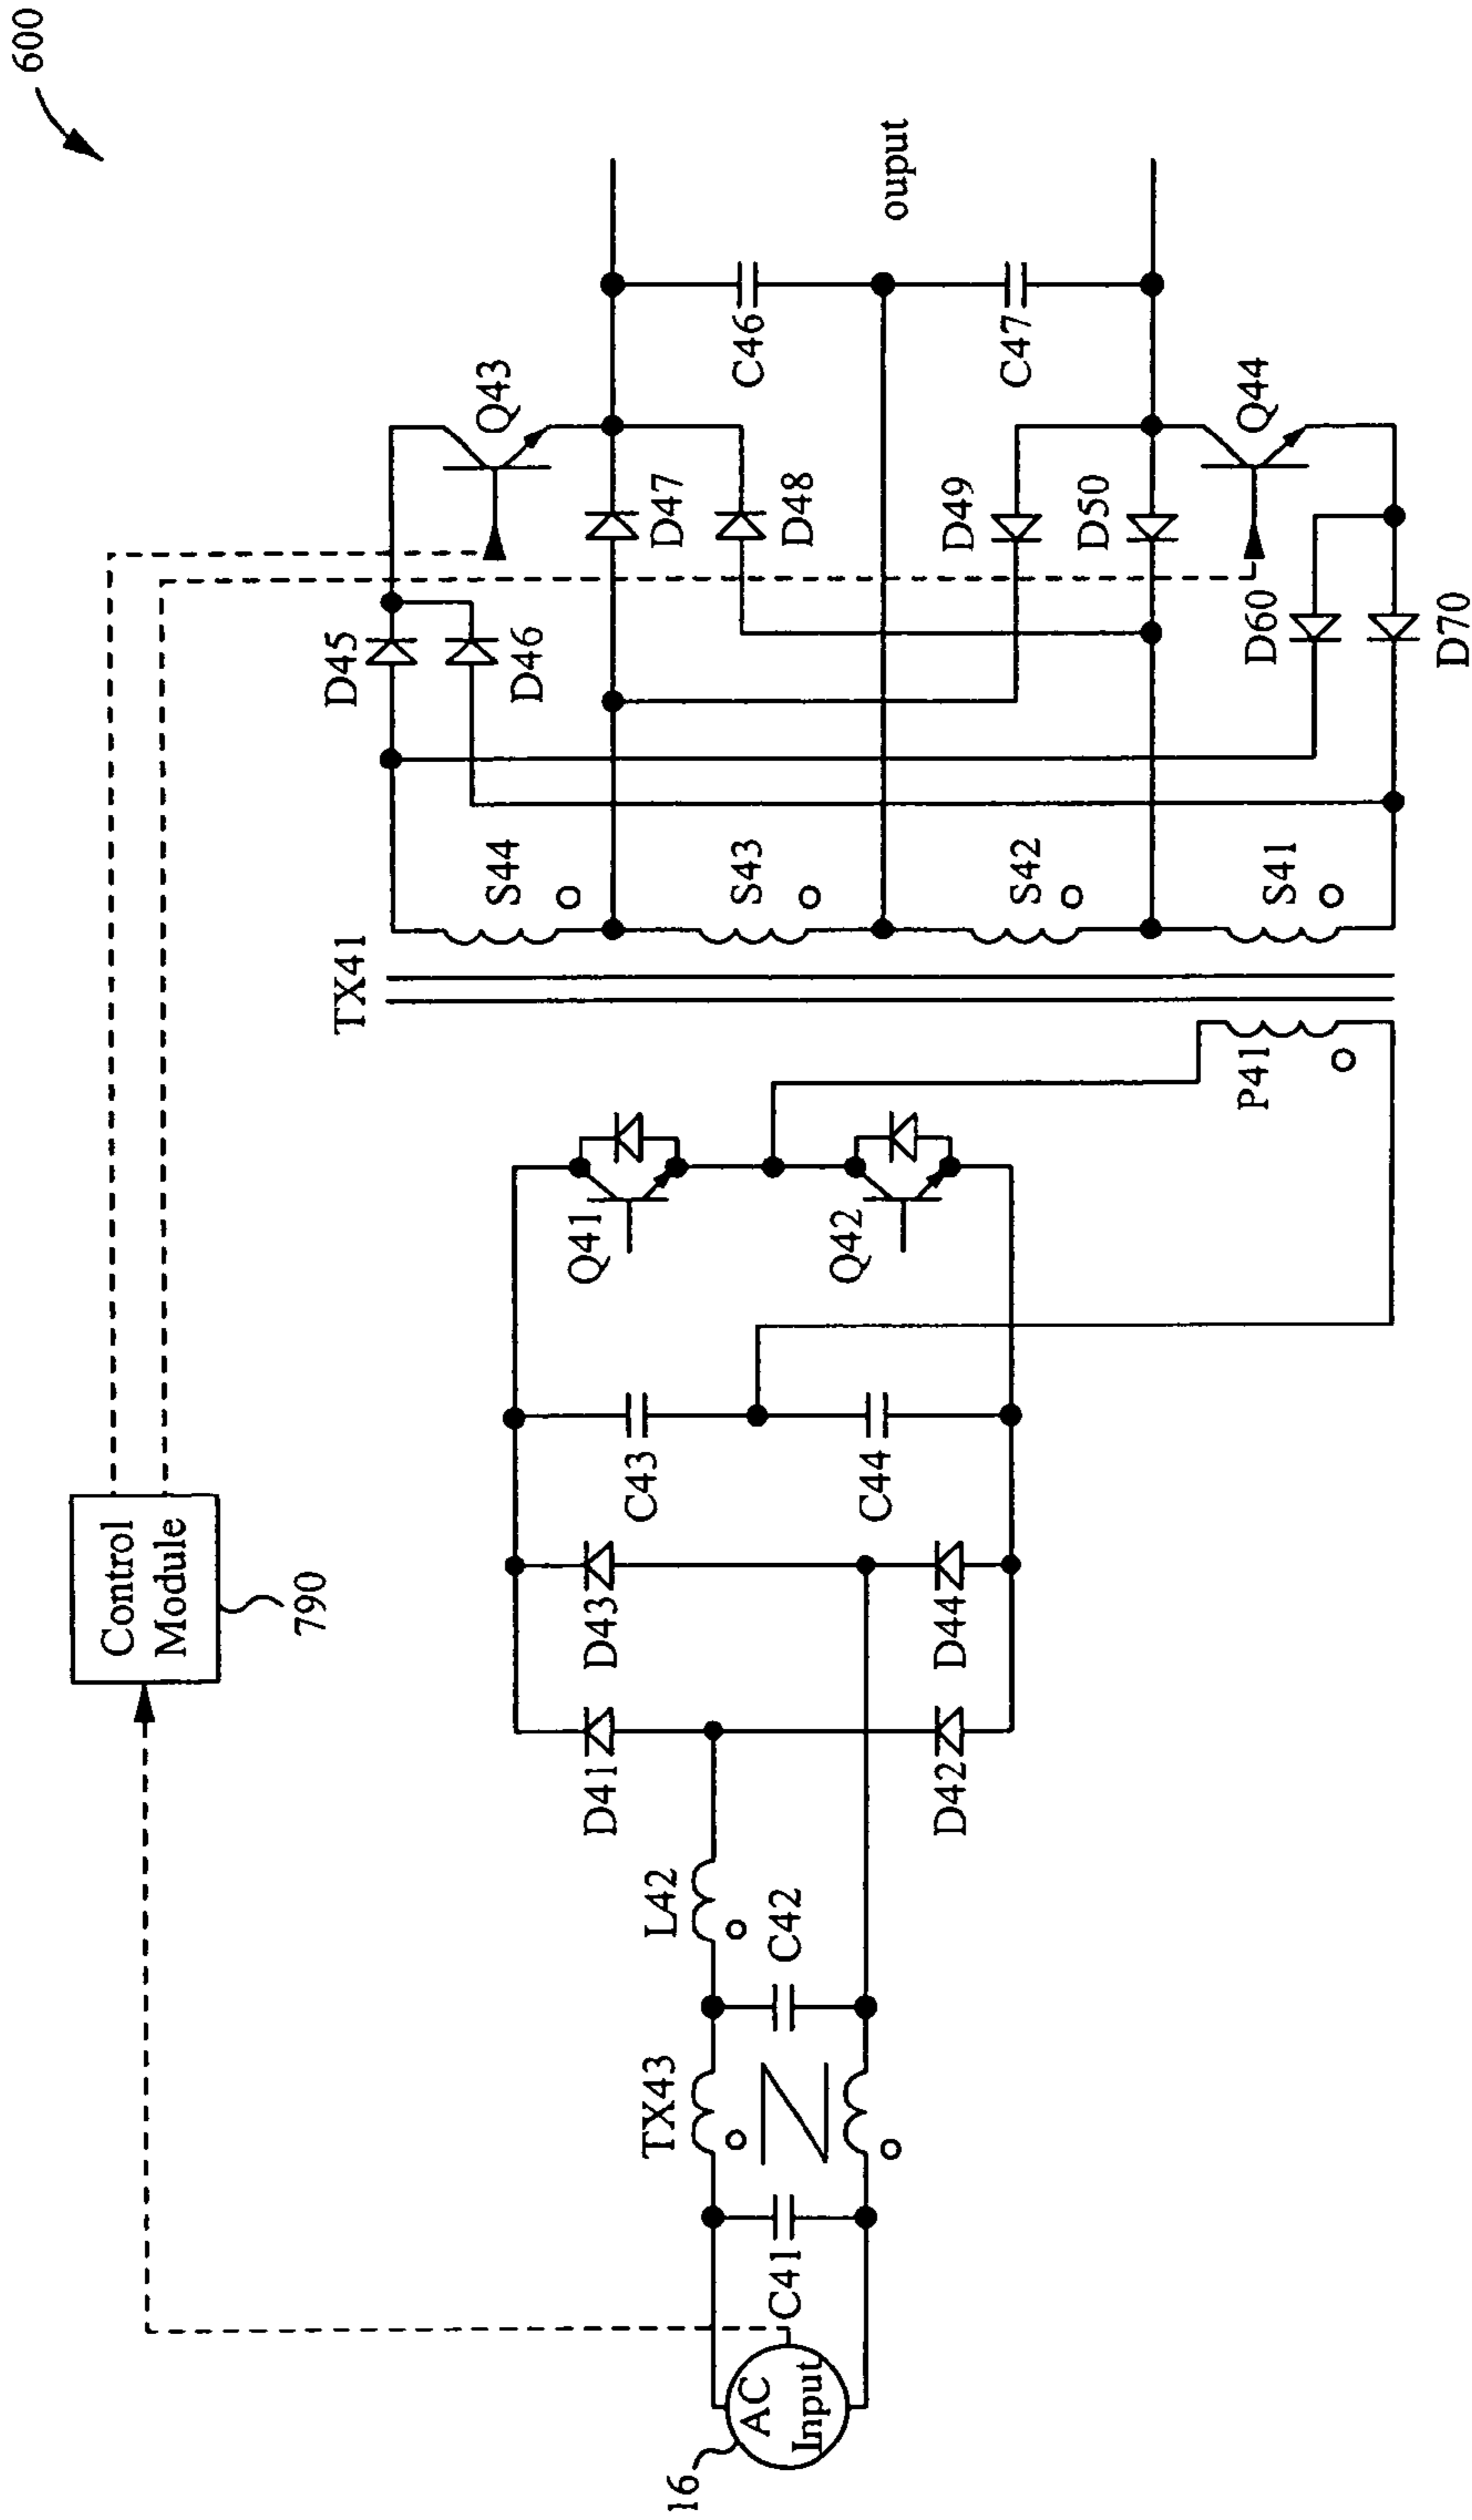 600
Control
Module
790
16
AC
Input
C41
TX43
C42
L42
D41
D42
D43
D44
C43
C44
Q41
Q42
P41
TX41
S44
S43
S42
S41
D45
D46
D47
D48
D49
D50
D60
D70
Q43
Q44
C46
C47
ouput